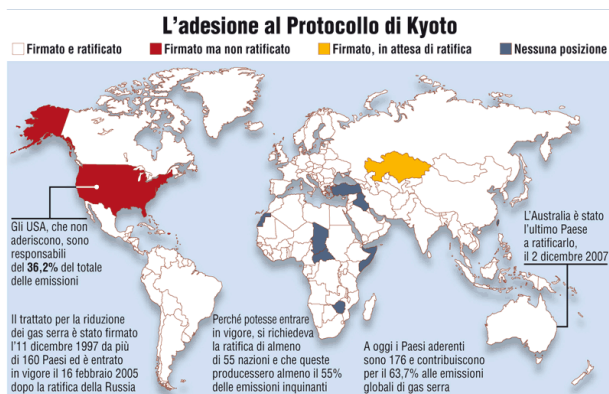 L'adesione al Protocollo di Kyoto
Firmato e ratificato
Firmato ma non ratificato
Firmato, in attesa di ratifica
Nessuna posizione
Gli USA, che non
aderiscono, sono
responsabili
del 36,2% del totale
delle emissioni
L'Australia è stato
l'ultimo Paese
a ratificarlo,
il 2 dicembre 2007
Il trattato per la riduzione
dei gas serra è stato firmato
l'11 dicembre 1997 da più
di 160 Paesi ed è entrato
in vigore il 16 febbraio 2005
dopo la ratifica della Russia
Perché potesse entrare
in vigore, si richiedeva
la ratifica di almeno
di 55 nazioni e che queste
producessero almeno il 55%
delle emissioni inquinanti
A oggi i Paesi aderenti
sono 176 e contribuiscono
per il 63,7% alle emissioni
globali di gas serra